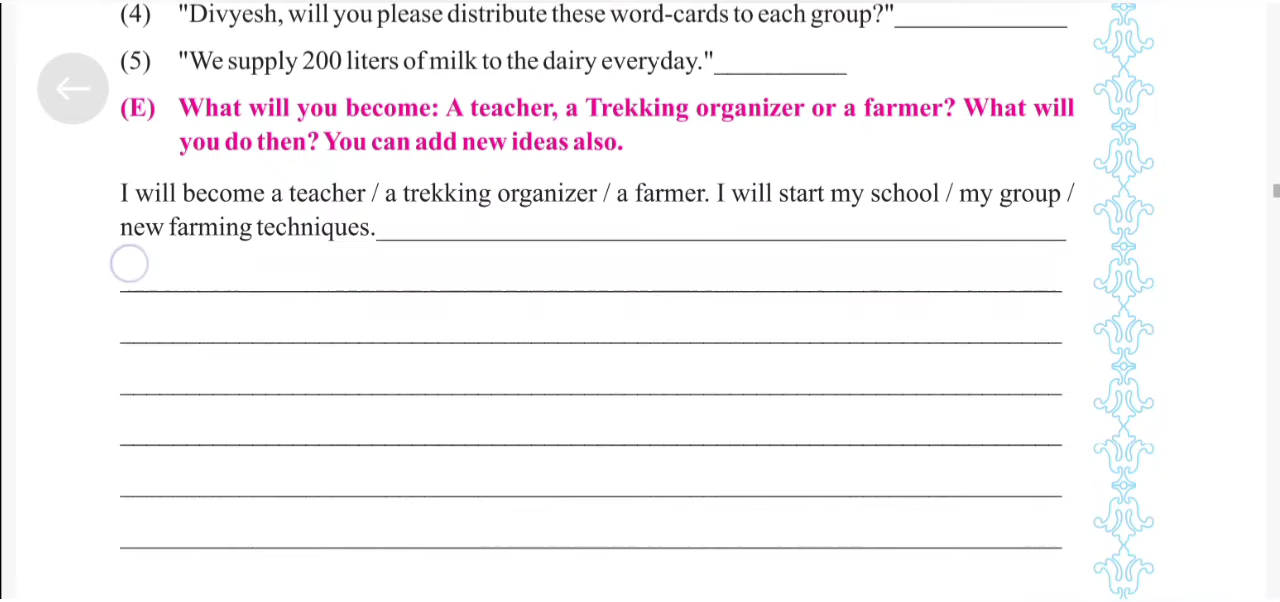 (4) "Divyesh, will you please distribute these word-cards to each group?"_____________
(5) "We supply 200 liters of milk to the dairy everyday."__________
(E) What will you become: A teacher, a Trekking organizer or a farmer? What will
you do then? You can add new ideas also.
I will become a teacher / a trekking organizer / a farmer. I will start my school / my group /
new farming techniques.